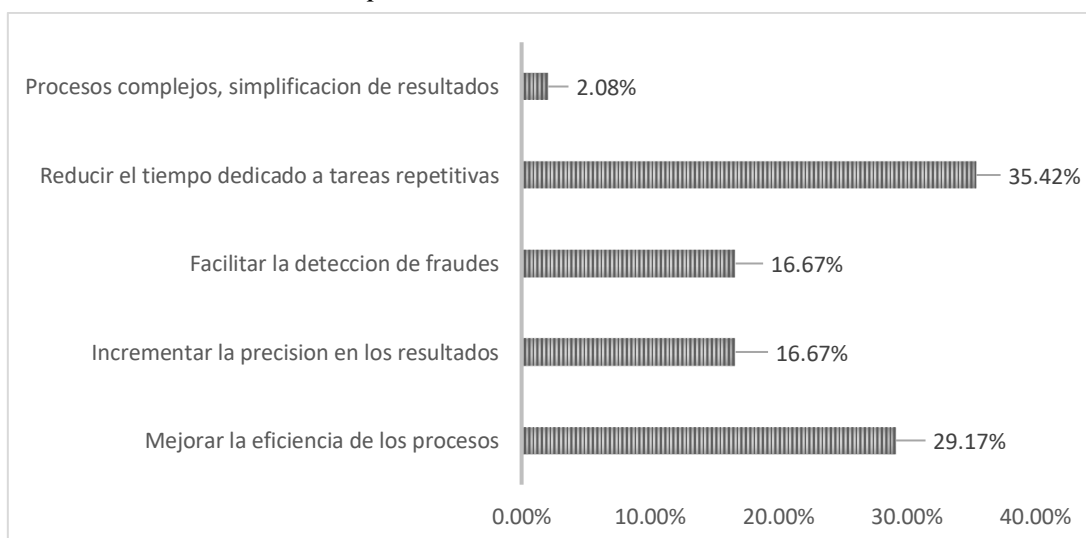 Procesos complejos, simplificacion de resultados
2.08%
Reducir el tiempo dedicado a tareas repetitivas
35.42%
Facilitar la deteccion de fraudes
16.67%
Incrementar la precision en los resultados
16.67%
Mejorar la eficiencia de los procesos
29.17%
0.00% 10.00% 20.00% 30.00% 40.00%